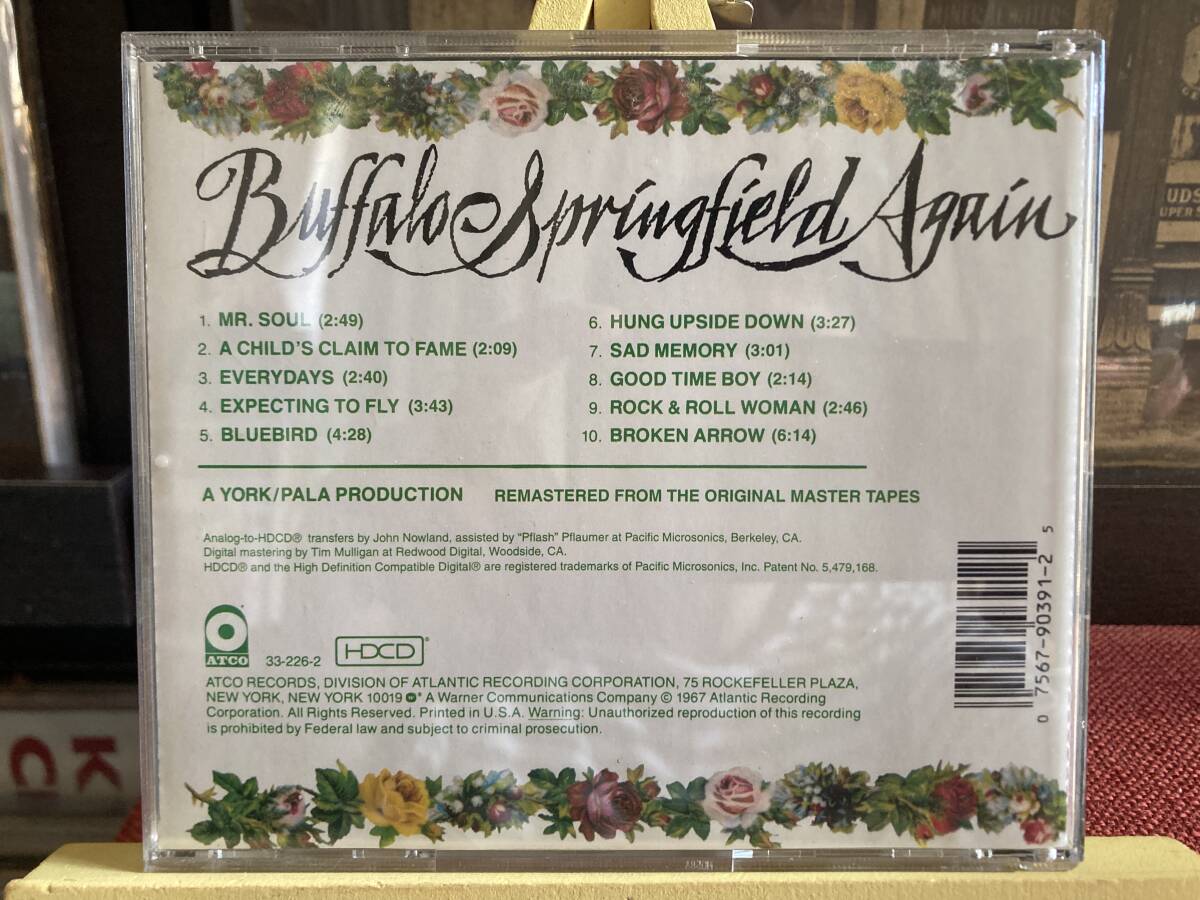 Buffalo Springfield Again
1. MR. SOUL (2:49)
2. A CHILD'S CLAIM TO FAME (2:09)
3. EVERYDAYS (2:40)
4. EXPECTING TO FLY (3:43)
5. BLUEBIRD (4:28)
6. HUNG UPSIDE DOWN (3:27)
7. SAD MEMORY (3:01)
8. GOOD TIME BOY (2:14)
9. ROCK & ROLL WOMAN (2:46)
10. BROKEN ARROW (6:14)
A YORK/PALA PRODUCTION REMASTERED FROM THE ORIGINAL MASTER TAPES
Analog-to-HDCD® transfers by John Nowland, assisted by "Pflash" Pflaumer at Pacific Microsonics, Berkeley, CA.
Digital mastering by Tim Mulligan at Redwood Digital, Woodside, CA.
HDCD® and the High Definition Compatible Digital® are registered trademarks of Pacific Microsonics, Inc. Patent No. 5,479,168.
ATCO 33-226-2 HDCD®
ATCO RECORDS, DIVISION OF ATLANTIC RECORDING CORPORATION, 75 ROCKEFELLER PLAZA,
NEW YORK, NEW YORK 10019 A Warner Communications Company © 1967 Atlantic Recording
Corporation. All Rights Reserved. Printed in U.S.A. Warning: Unauthorized reproduction of this recording
is prohibited by Federal law and subject to criminal prosecution.
0 7567-90391-2 5
K
C
UDS